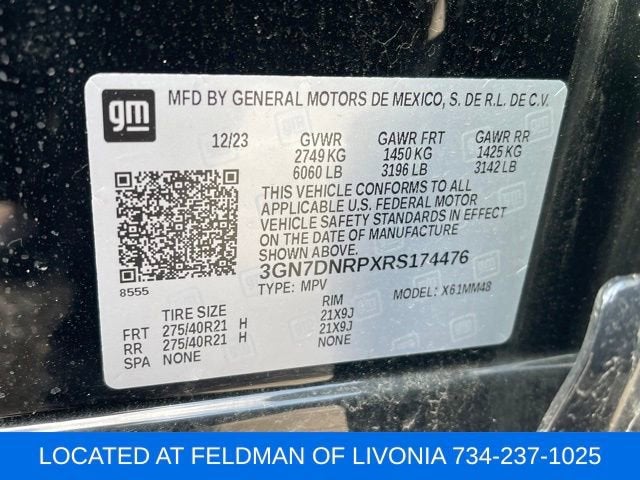 gm
MFD BY GENERAL MOTORS DE MEXICO, S. DE R.L. DE C.V.
12/23 GVWR GAWR FRT GAWR RR
2749 KG 1450 KG 1425 KG
6060 LB 3196 LB 3142 LB
THIS VEHICLE CONFORMS TO ALL
APPLICABLE U.S. FEDERAL MOTOR
VEHICLE SAFETY STANDARDS IN EFFECT
ON THE DATE OF MANUFACTURE
SHOWN ABOVE.
3GN7DNRPXRS174476
8555 TYPE: MPV MODEL: X61MM48
TIRE SIZE RIM
FRT 275/40R21 H 21X9J
RR 275/40R21 H 21X9J
SPA NONE NONE
LOCATED AT FELDMAN OF LIVONIA 734-237-1025